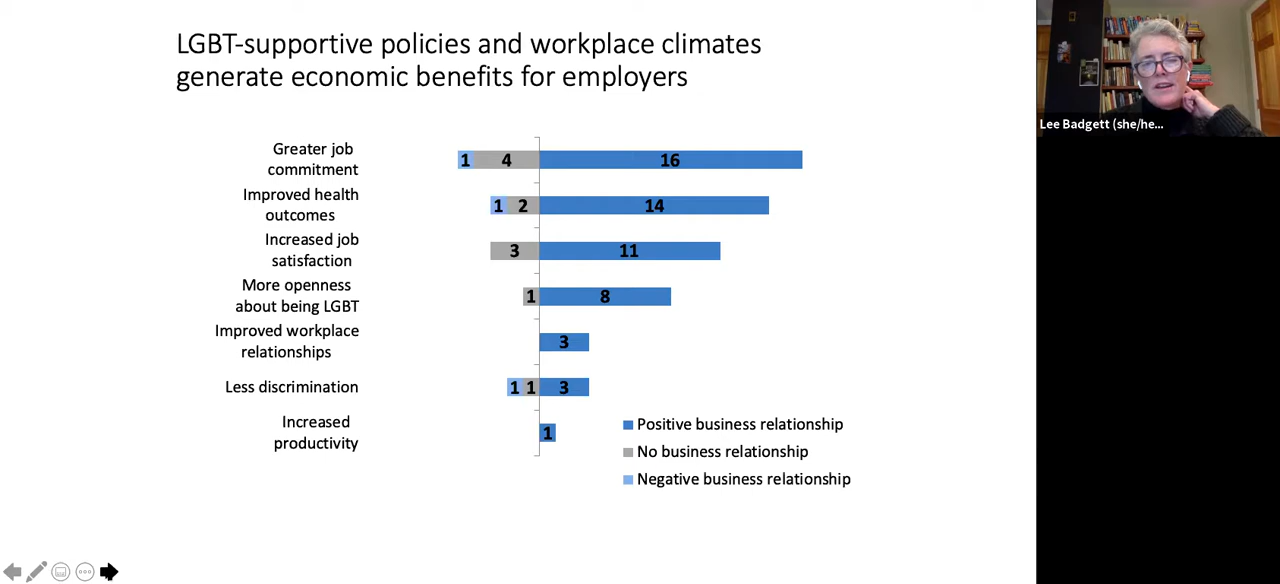 LGBT-supportive policies and workplace climates
generate economic benefits for employers
Lee Badgett (she/he...
Greater job
commitment
1 4 16
Improved health
outcomes
1 2 14
Increased job
satisfaction
3 11
More openness
about being LGBT
1 8
Improved workplace
relationships
3
Less discrimination
1 1 3
Increased
productivity
1
Positive business relationship
No business relationship
Negative business relationship